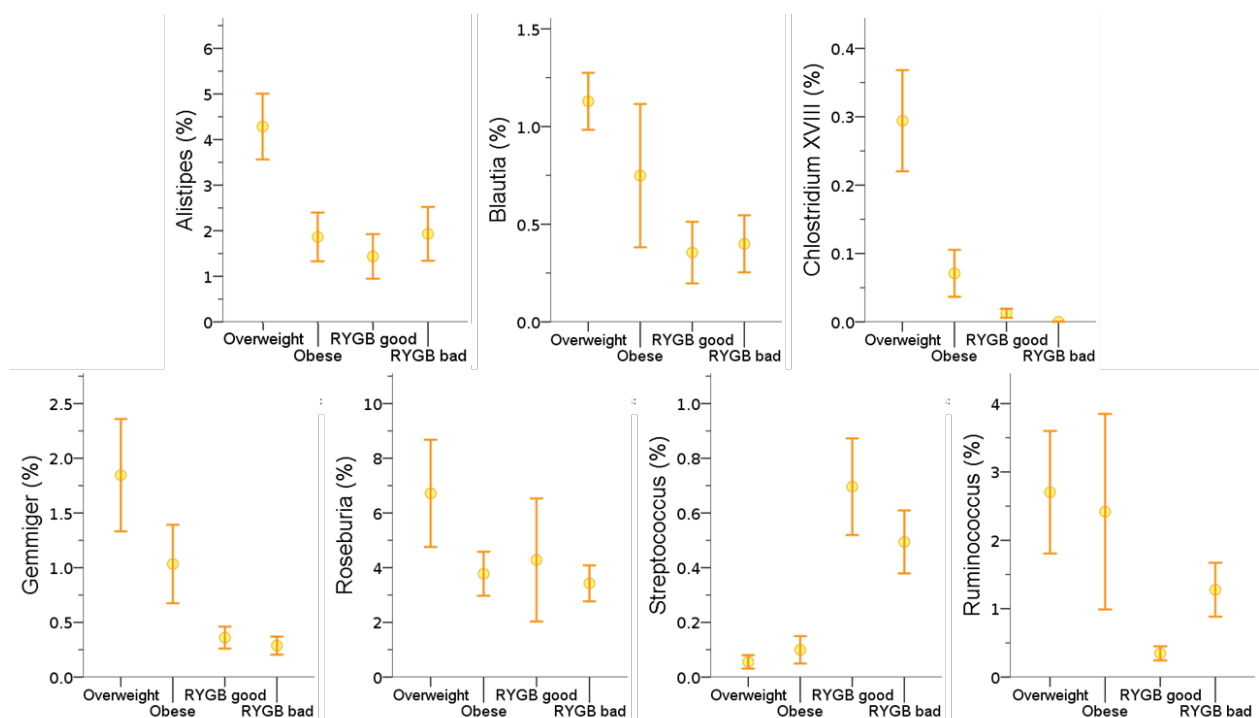 Alistipes (%)
6
5
4
3
2
1
0
Overweight
Obese
RYGB good
RYGB bad
Blautia (%)
1.5
1.0
0.5
0.0
Overweight
Obese
RYGB good
RYGB bad
Chlostridium XVIII (%)
0.4
0.3
0.2
0.1
0.0
Overweight
Obese
RYGB good
RYGB bad
Gemmiger (%)
2.5
2.0
1.5
1.0
0.5
0.0
Overweight
Obese
RYGB good
RYGB bad
Roseburia (%)
10
8
6
4
2
0
Overweight
Obese
RYGB good
RYGB bad
Streptococcus (%)
1.0
0.8
0.6
0.4
0.2
0.0
Overweight
Obese
RYGB good
RYGB bad
Ruminococcus (%)
4
3
2
1
0
Overweight
Obese
RYGB good
RYGB bad